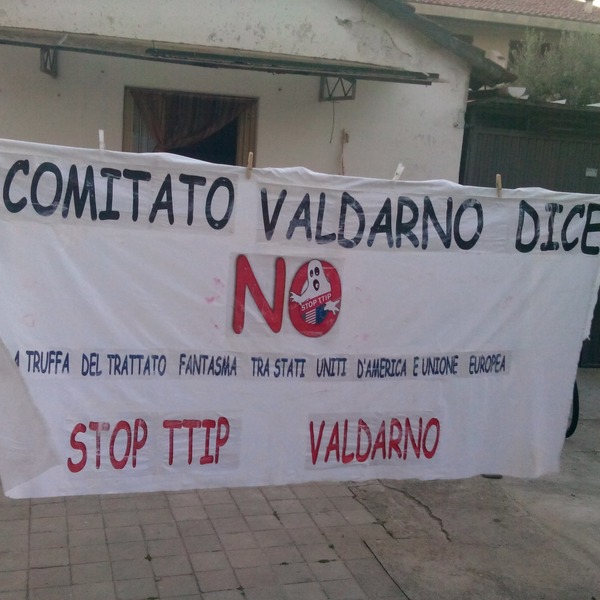 COMITATO VALDARNO DICE
NO
STOP TTIP
TRUFFA DEL TRATTATO FANTASMA TRA STATI UNITI D'AMERICA E UNIONE EUROPEA
STOP TTIP VALDARNO